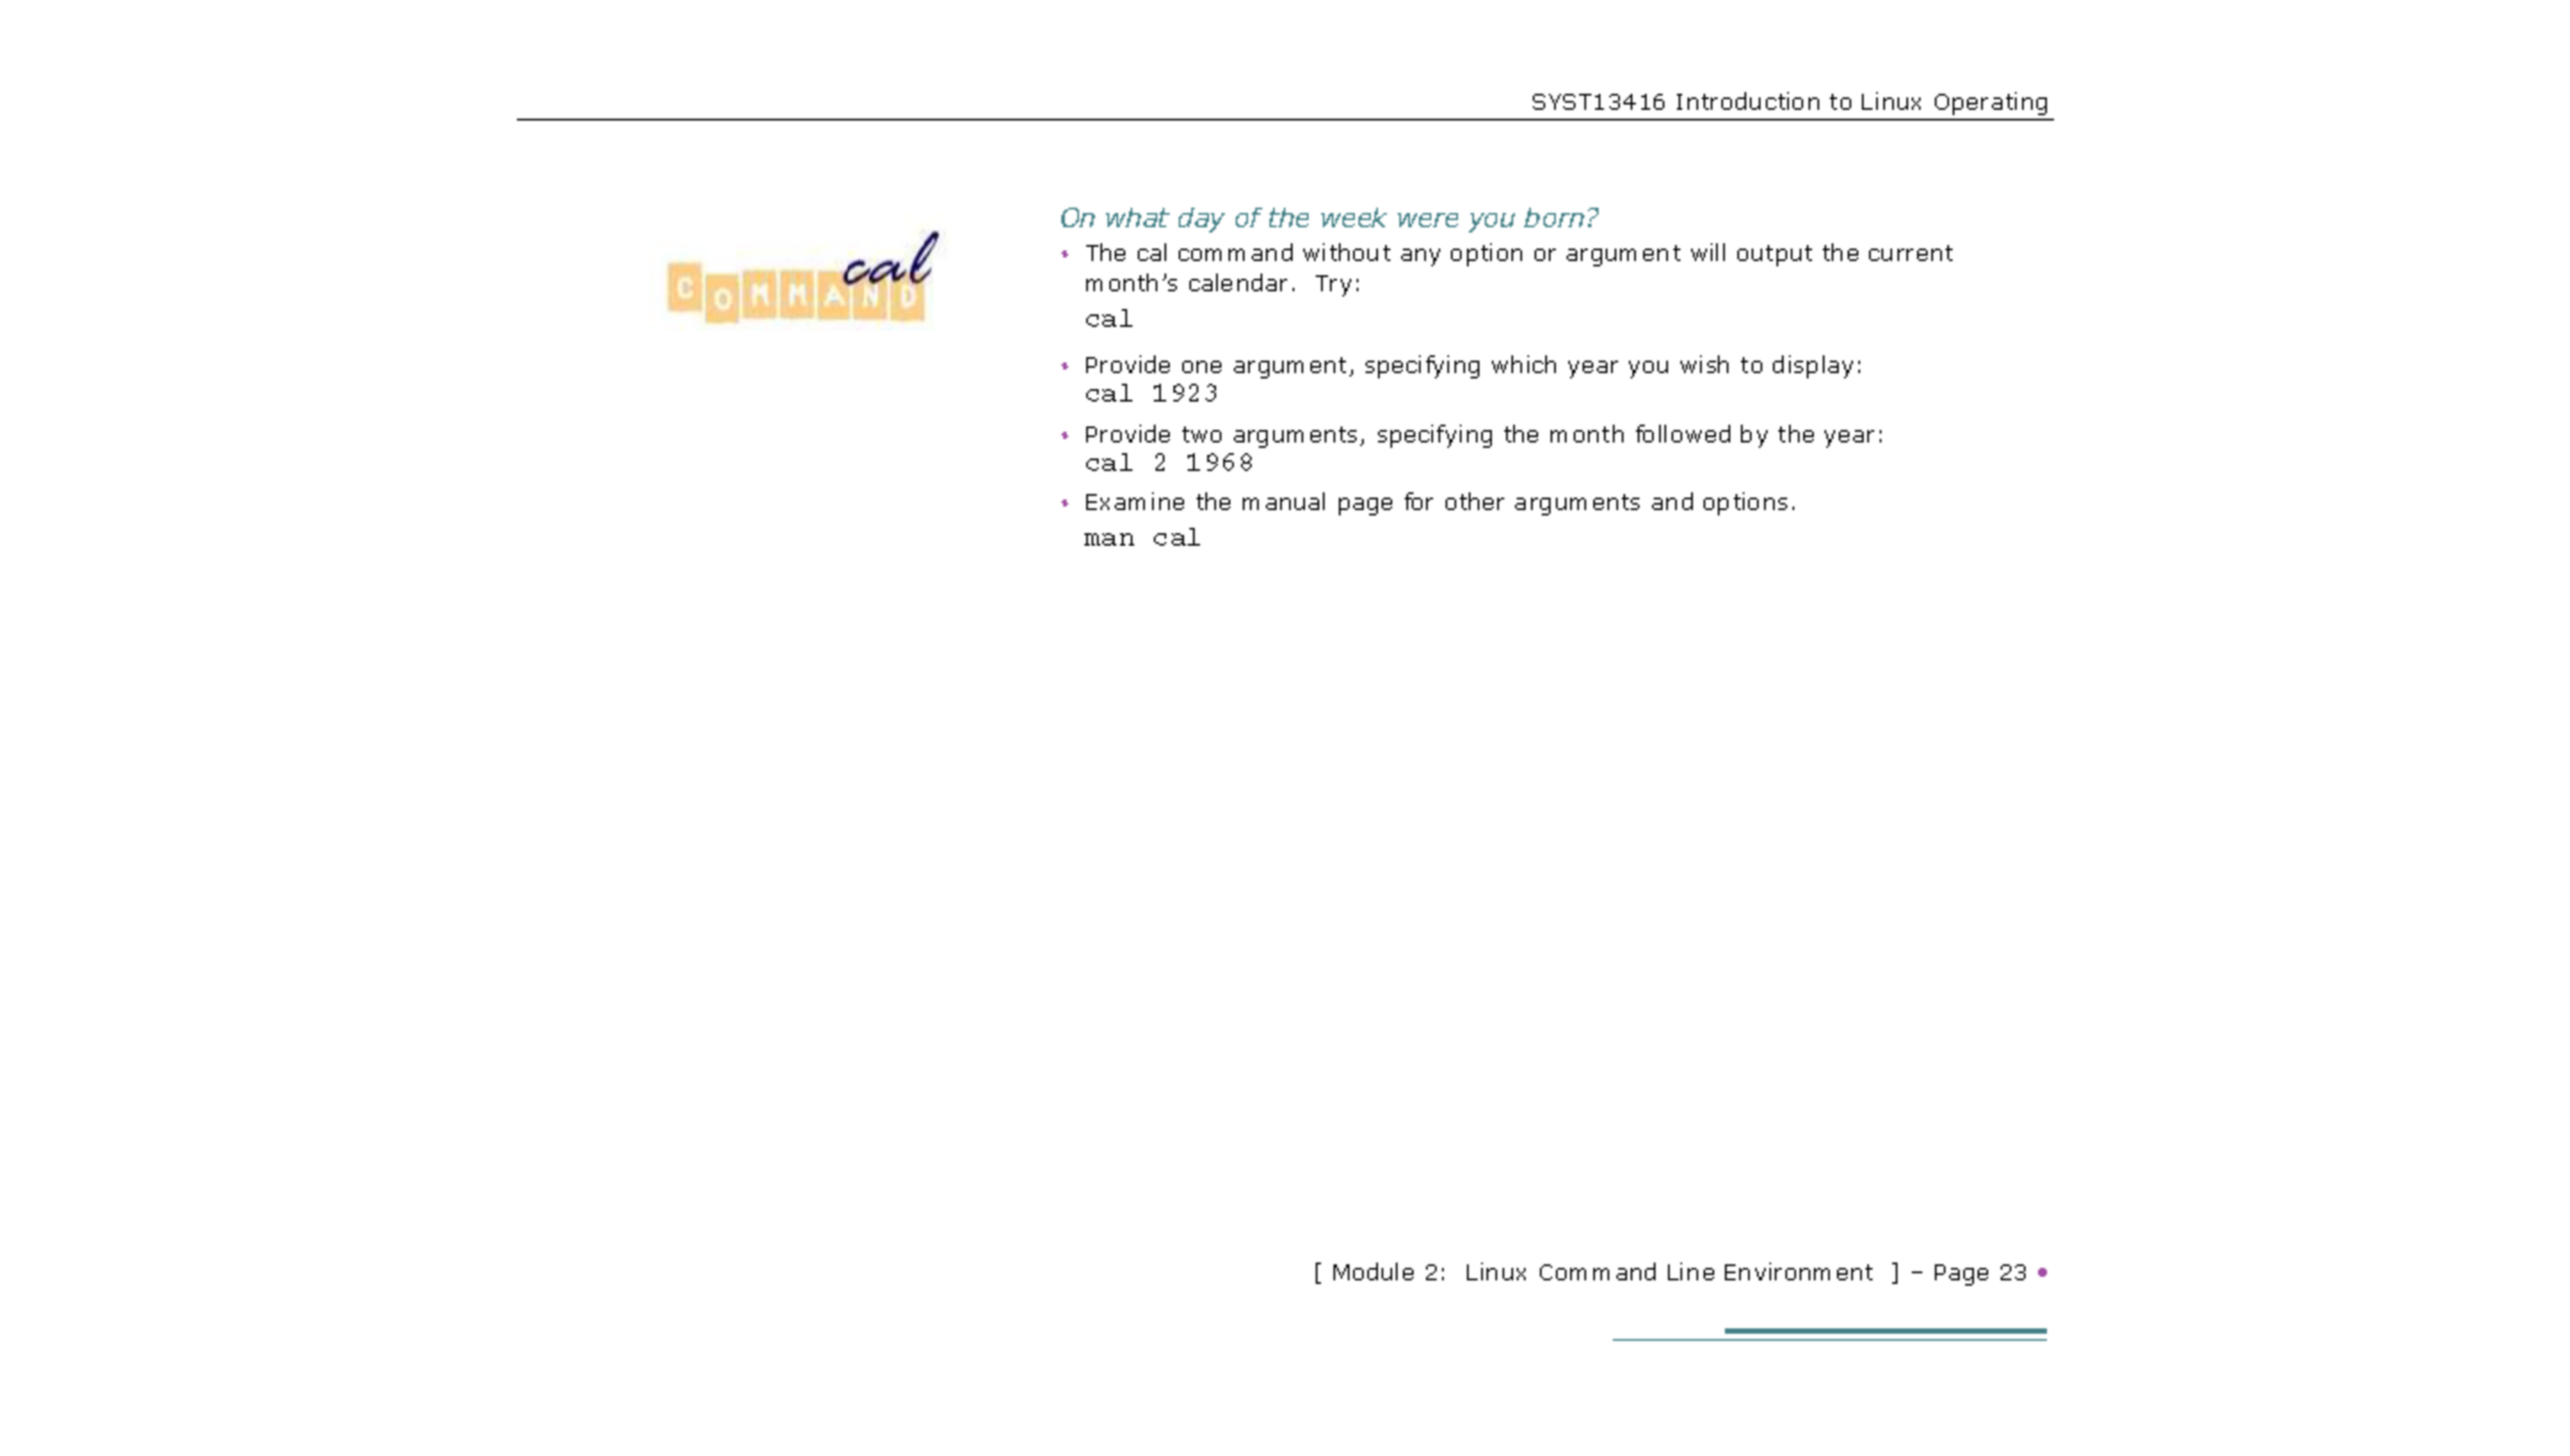 SYST13416 Introduction to Linux Operating
COMMAND cal
On what day of the week were you born?
• The cal command without any option or argument will output the current
month's calendar.  Try:
cal
• Provide one argument, specifying which year you wish to display:
cal 1923
• Provide two arguments, specifying the month followed by the year:
cal 2 1968
• Examine the manual page for other arguments and options.
man cal
[ Module 2:  Linux Command Line Environment  ] – Page 23 •